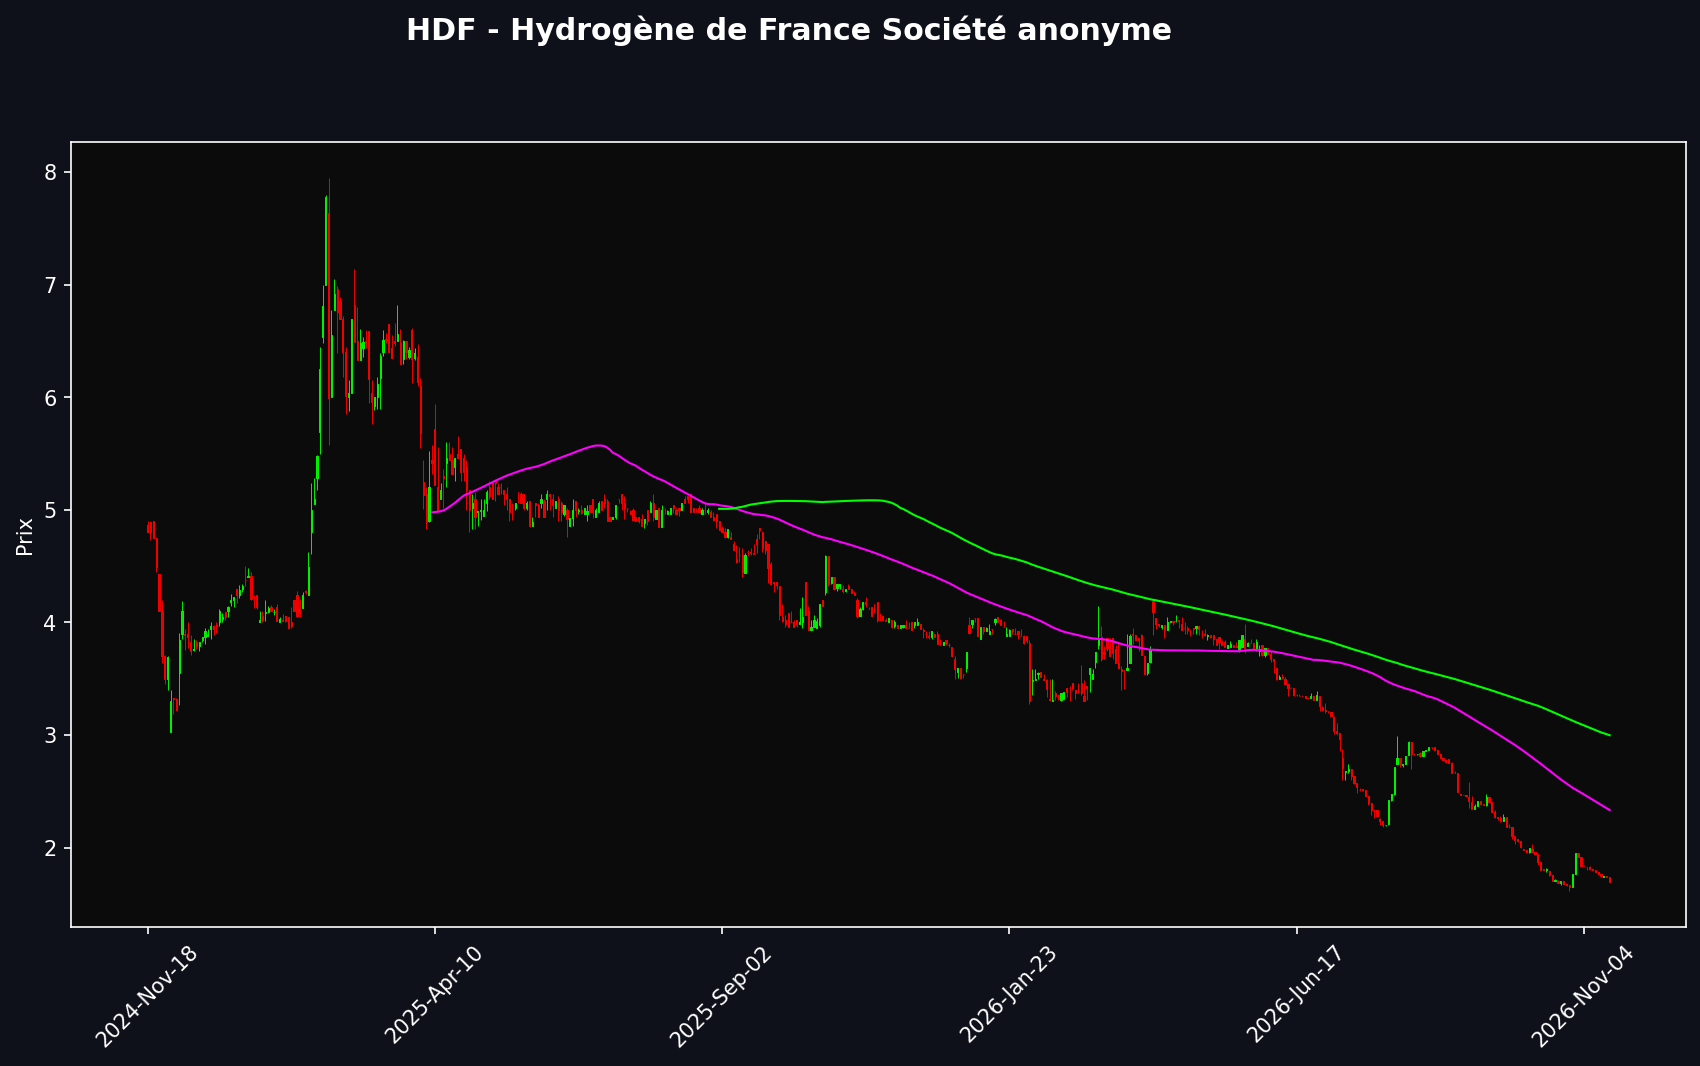 HDF - Hydrogène de France Société anonyme
Prix
8
7
6
5
4
3
2
2024-Nov-18
2025-Apr-10
2025-Sep-02
2026-Jan-23
2026-Jun-17
2026-Nov-04